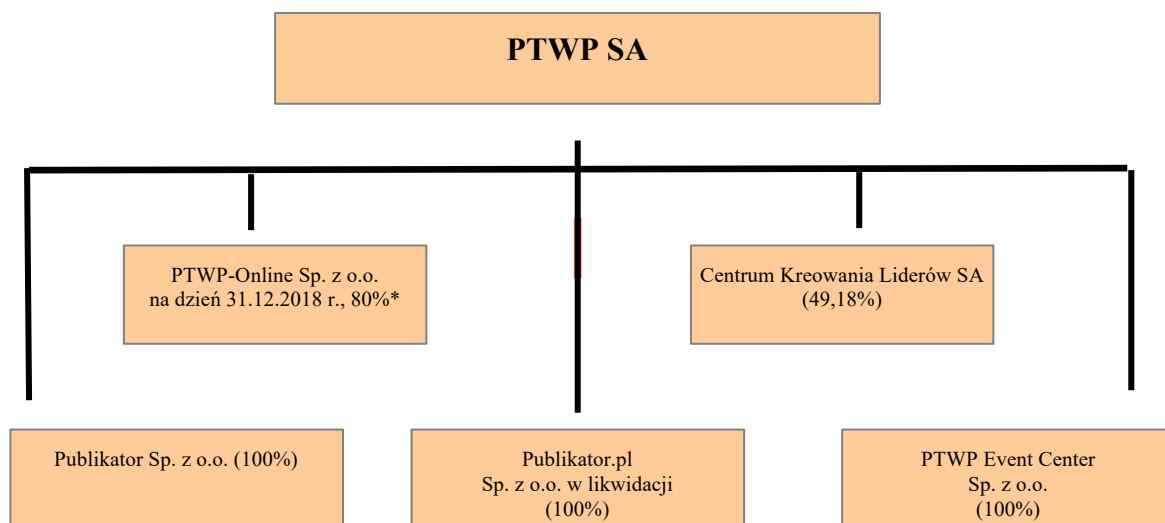 PTWP SA
PTWP-Online Sp. z o.o.
na dzień 31.12.2018 r., 80%*
Centrum Kreowania Liderów SA
(49,18%)
Publikator Sp. z o.o. (100%)
Publikator.pl
Sp. z o.o. w likwidacji
(100%)
PTWP Event Center
Sp. z o.o.
(100%)